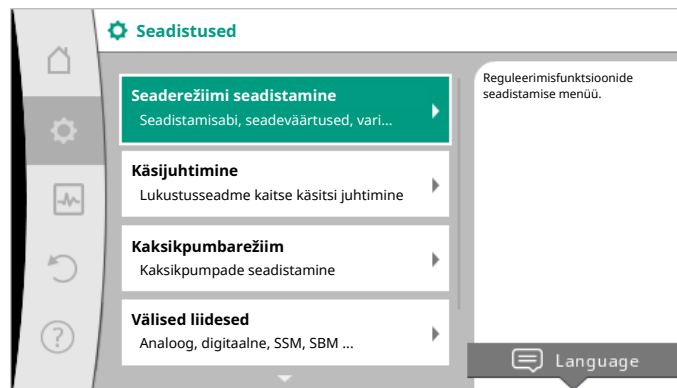 Seadistused
Seaderežiimi seadistamine
Seadistamisabi, seadeväärtused, vari...
Käsijuhtimine
Lukustusseadme kaitse käsitsi juhtimine
Kaksikpumbarežiim
Kaksikpumpade seadistamine
Välised liidesed
Analoog, digitaalne, SSM, SBM ...
Reguleerimisfunktsioonide
seadistamise menüü.
Language